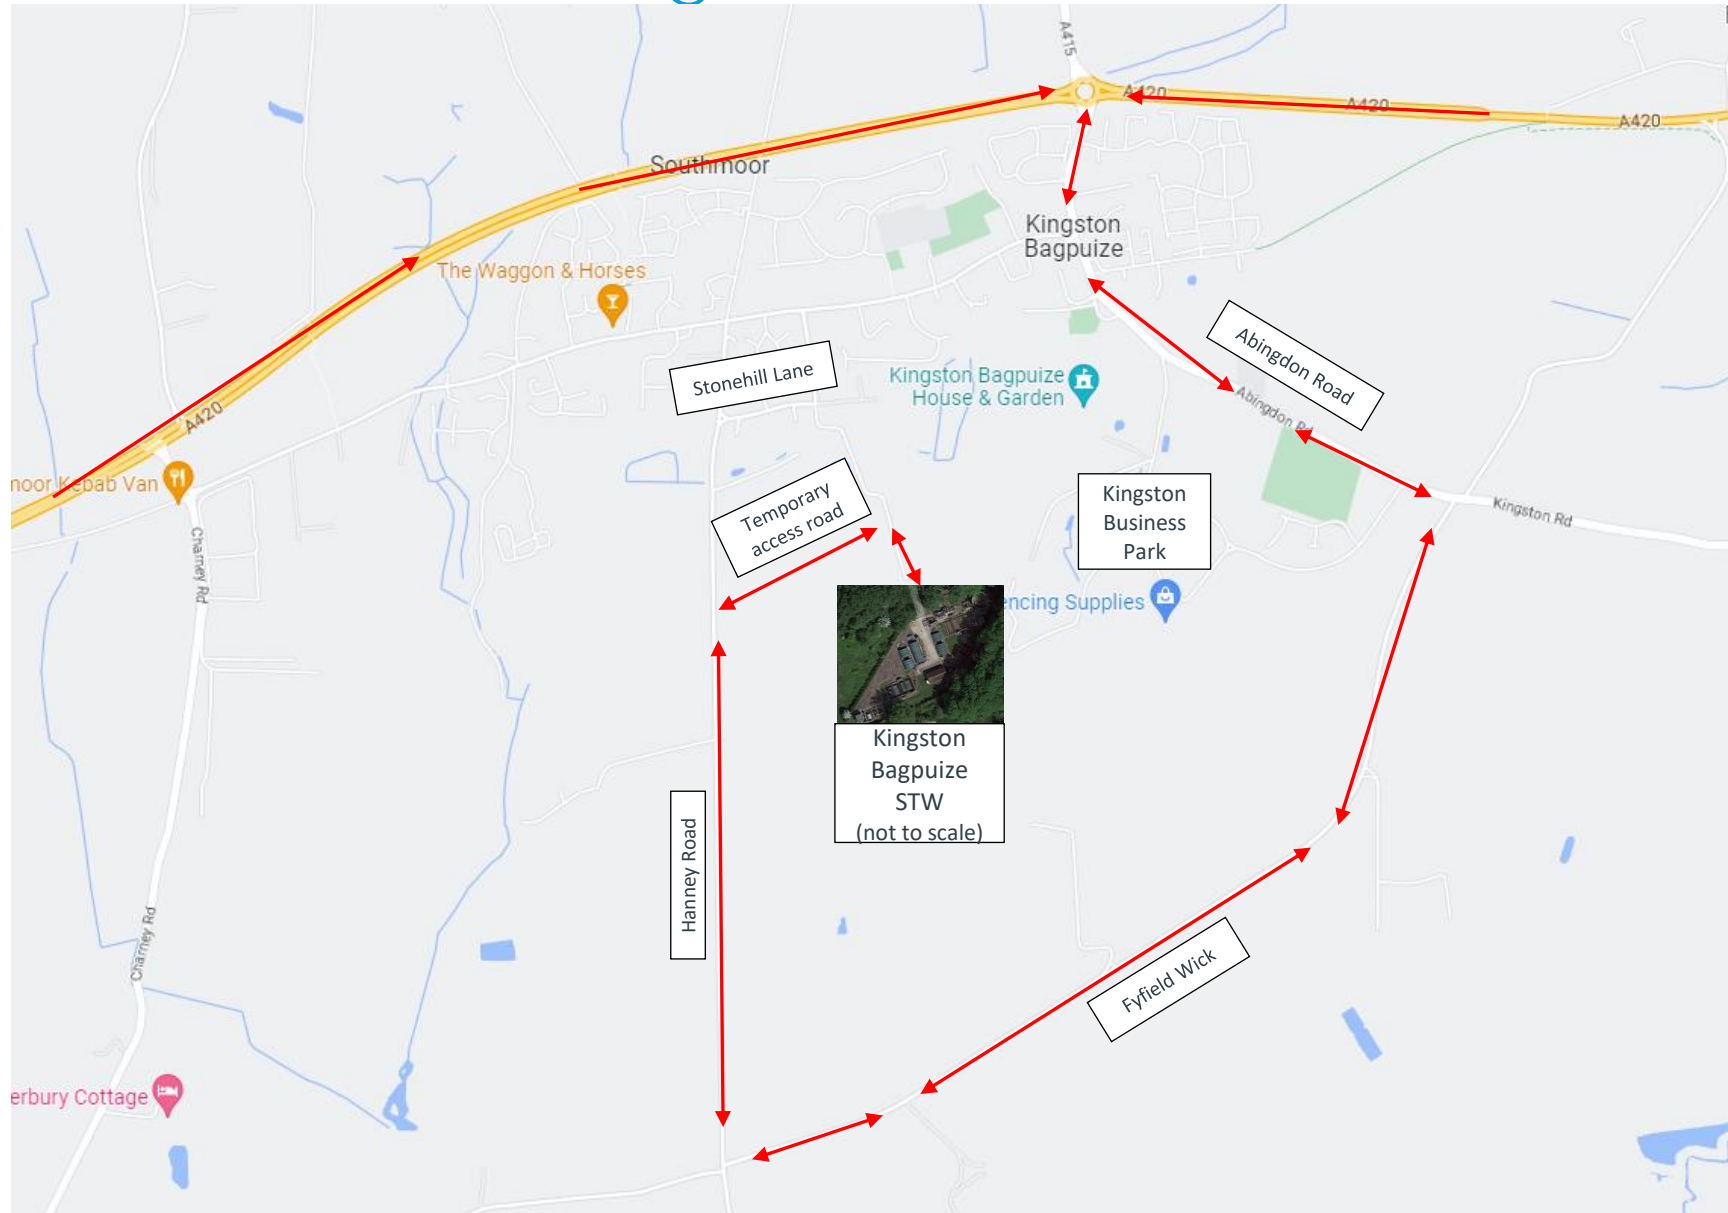 A415
A420
A420
A420
Southmoor
Kingston
Bagpuize
The Waggon & Horses
Stonehill Lane
Abingdon Road
Kingston Bagpuize
House & Garden
Abingdon Rd
A420
moor Kebab Van
Temporary
access road
Kingston
Business
Park
Kingston Rd
Charney Rd
encing Supplies
Kingston
Bagpuize
STW
(not to scale)
Hanney Road
Charney Rd
Fyfield Wick
erbury Cottage